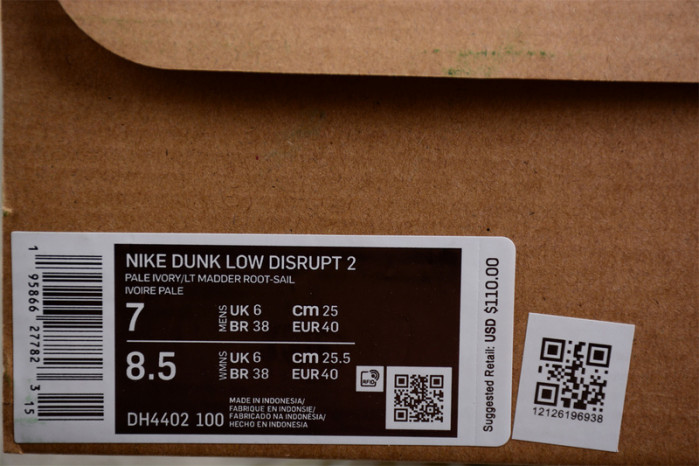 NIKE DUNK LOW DISRUPT 2
PALE IVORY/LT MADDER ROOT-SAIL
IVOIRE PALE
7 MENS UK 6 cm 25
BR 38 EUR 40
8.5 WMNS UK 6 cm 25.5
BR 38 EUR 40
RFID
DH4402 100
MADE IN INDONESIA/
FABRIQUE EN INDONSIE/
FABRICADO NA INDONESIA/
HECHO EN INDONESIA
1 95866 27782 3 15
Suggested Retail: USD $110.00
12126196938